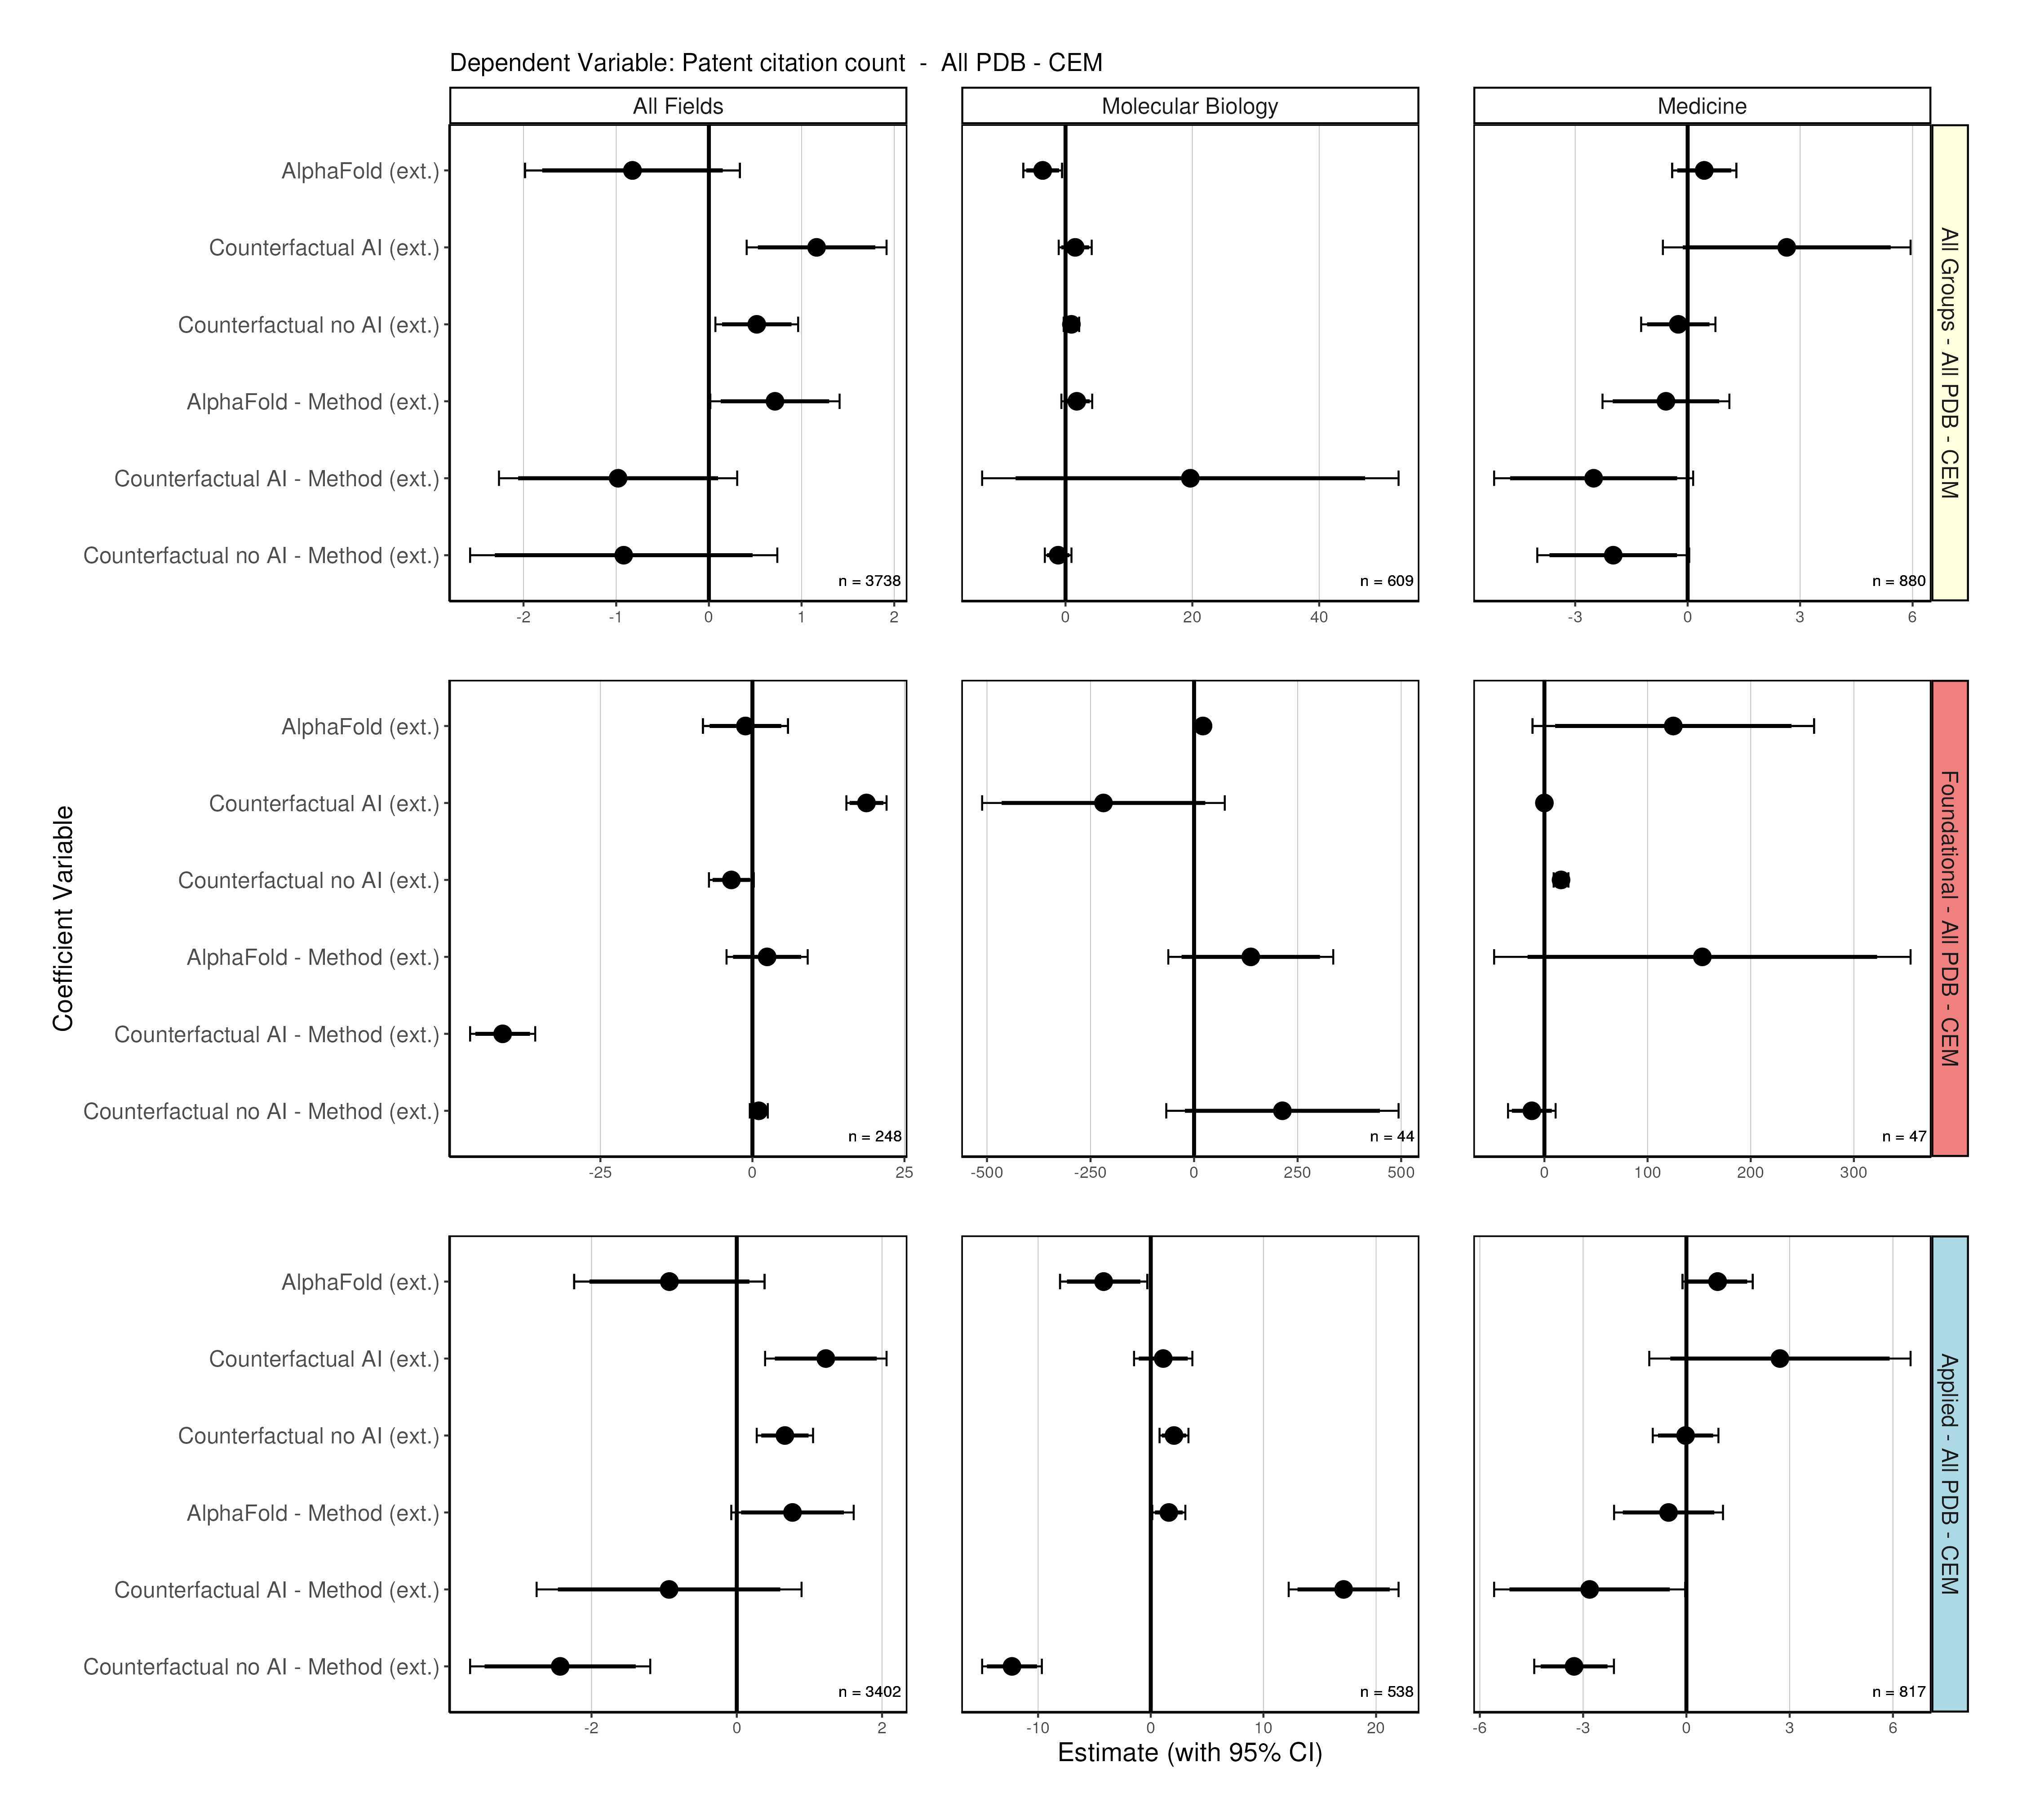 Dependent Variable: Patent citation count - All PDB - CEM
All Fields
Molecular Biology
Medicine
AlphaFold (ext.)
Counterfactual AI (ext.)
Counterfactual no AI (ext.)
AlphaFold - Method (ext.)
Counterfactual AI - Method (ext.)
Counterfactual no AI - Method (ext.)
n = 3738
n = 609
n = 880
-2 -1 0 1 2
0 20 40
-3 0 3 6
All Groups - All PDB - CEM
Coefficient Variable
AlphaFold (ext.)
Counterfactual AI (ext.)
Counterfactual no AI (ext.)
AlphaFold - Method (ext.)
Counterfactual AI - Method (ext.)
Counterfactual no AI - Method (ext.)
n = 248
n = 44
n = 47
-25 0 25
-500 -250 0 250 500
0 100 200 300
Foundational - All PDB - CEM
AlphaFold (ext.)
Counterfactual AI (ext.)
Counterfactual no AI (ext.)
AlphaFold - Method (ext.)
Counterfactual AI - Method (ext.)
Counterfactual no AI - Method (ext.)
n = 3402
n = 538
n = 817
-2 0 2
-10 0 10 20
-6 -3 0 3 6
Applied - All PDB - CEM
Estimate (with 95% CI)